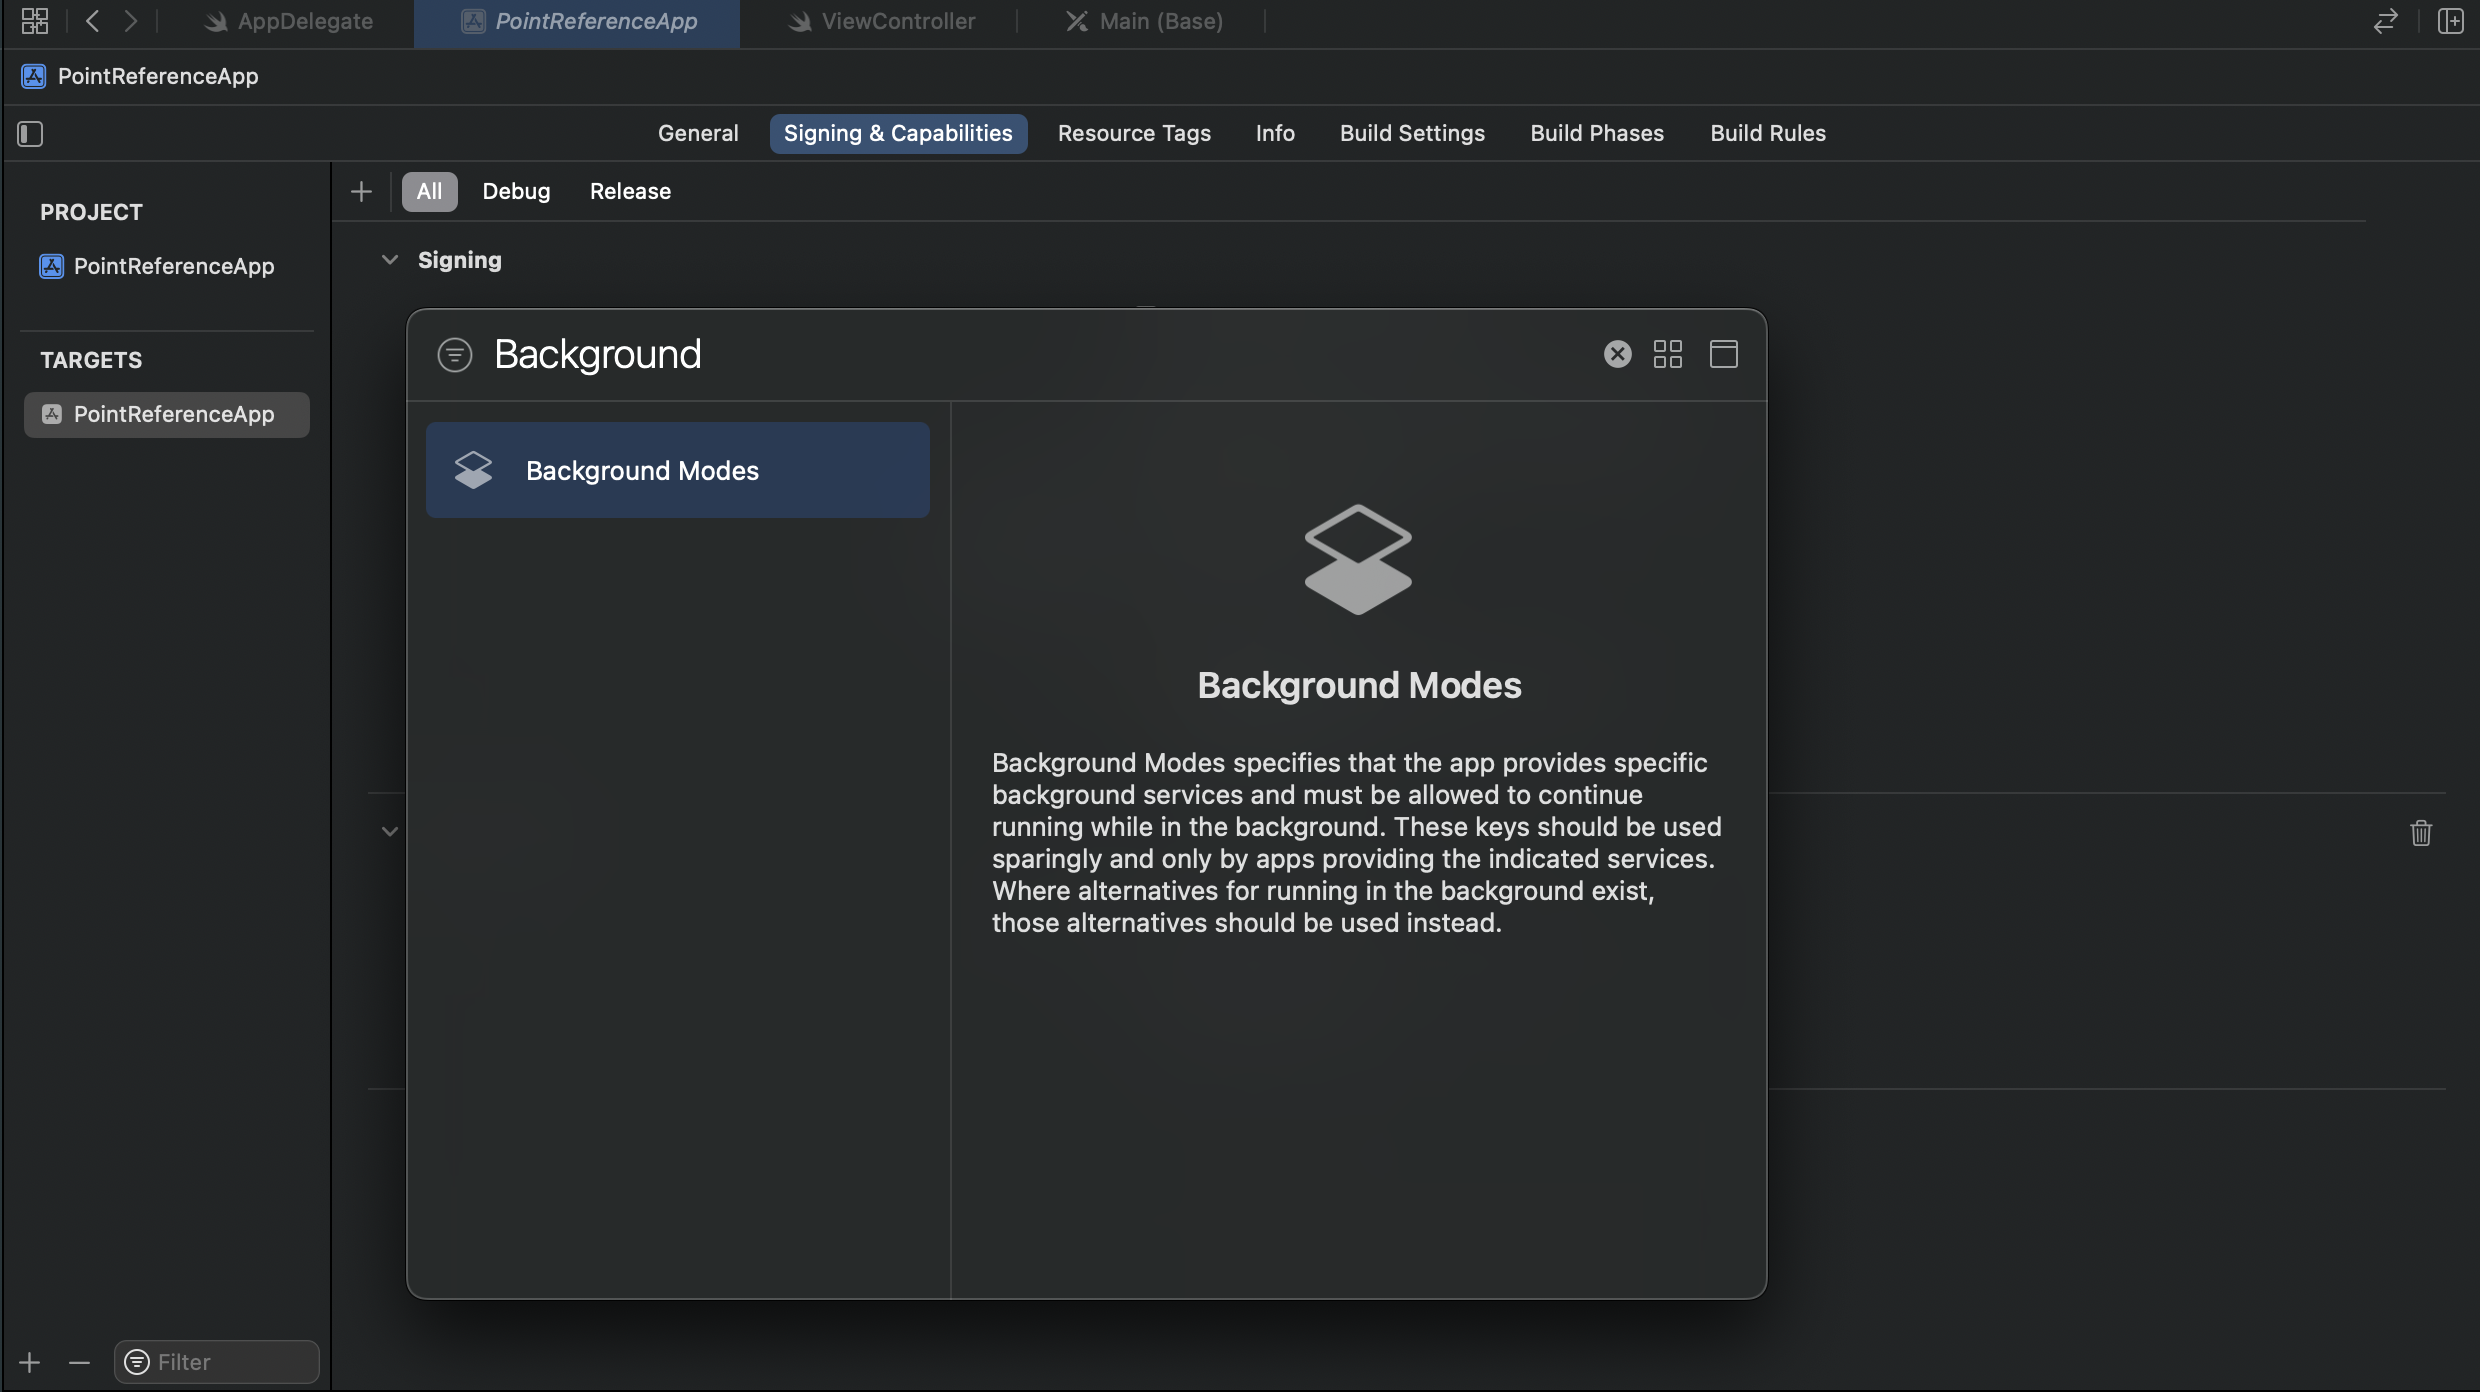 AppDelegate
PointReferenceApp
ViewController
Main (Base)
PointReferenceApp
General
Signing & Capabilities
Resource Tags
Info
Build Settings
Build Phases
Build Rules
PROJECT
PointReferenceApp
TARGETS
PointReferenceApp
All
Debug
Release
Signing
Background
Background Modes
Background Modes
Background Modes specifies that the app provides specific
background services and must be allowed to continue
running while in the background. These keys should be used
sparingly and only by apps providing the indicated services.
Where alternatives for running in the background exist,
those alternatives should be used instead.
Filter